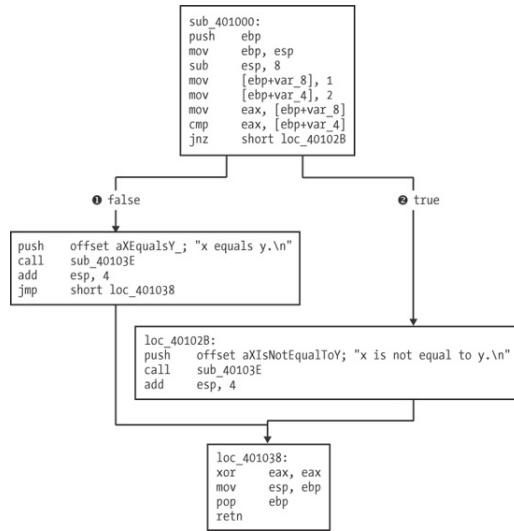 sub_401000:
push ebp
mov ebp, esp
sub esp, 8
mov [ebp+var_8], 1
mov [ebp+var_4], 2
mov eax, [ebp+var_8]
cmp eax, [ebp+var_4]
jnz short loc_40102B
❶ false
❷ true
push offset aXEqualsY_; "x equals y.\n"
call sub_40103E
add esp, 4
jmp short loc_401038
loc_40102B:
push offset aXIsNotEqualToY; "x is not equal to y.\n"
call sub_40103E
add esp, 4
loc_401038:
xor eax, eax
mov esp, ebp
pop ebp
retn